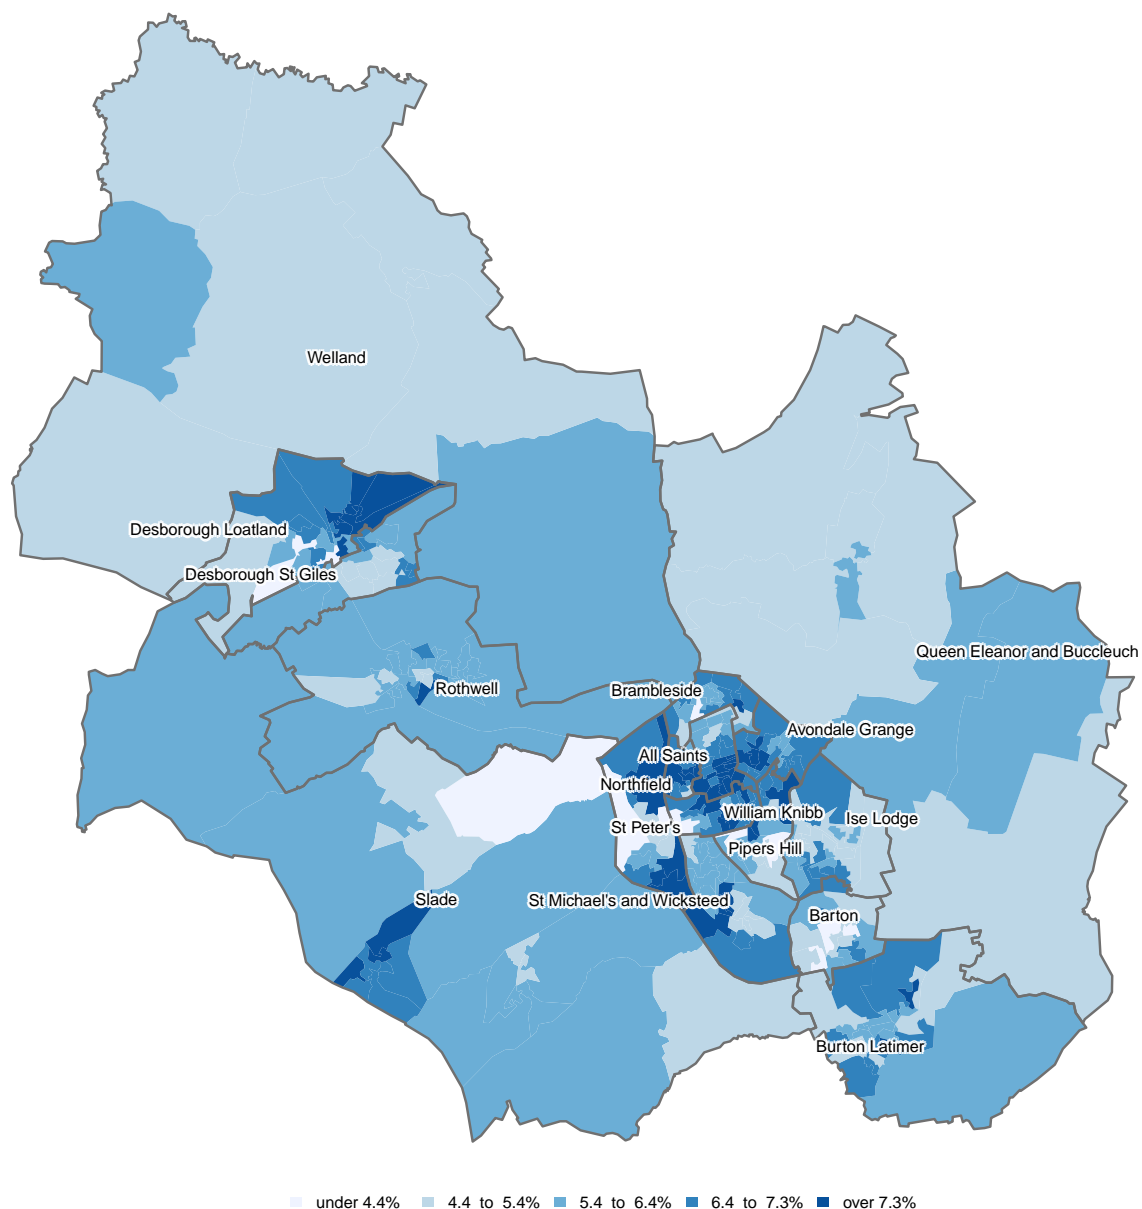 Welland
Desborough Loatland
Desborough St Giles
Queen Eleanor and Buccleuch
Rothwell
Brambleside
Avondale Grange
All Saints
Northfield
William Knibb
Ise Lodge
St Peter's
Pipers Hill
Slade
St Michael's and Wicksteed
Barton
Burton Latimer
under 4.4% 4.4 to 5.4% 5.4 to 6.4% 6.4 to 7.3% over 7.3%